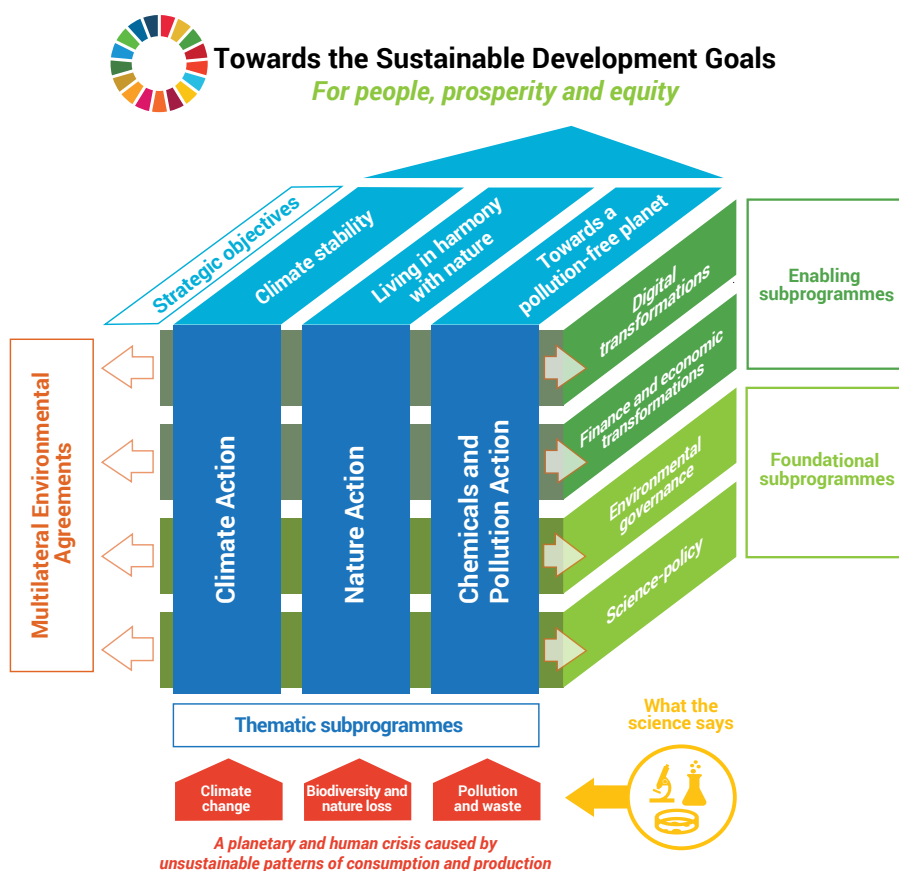 Towards the Sustainable Development Goals
For people, prosperity and equity
Strategic objectives
Climate stability
Living in harmony
with nature
Towards a
pollution-free planet
Digital
transformations
Finance and economic
transformations
Environmental
governance
Science-policy
Enabling
subprogrammes
Foundational
subprogrammes
Multilateral Environmental
Agreements
Climate Action
Nature Action
Chemicals and
Pollution Action
Thematic subprogrammes
What the
science says
Climate
change
Biodiversity and
nature loss
Pollution
and waste
A planetary and human crisis caused by
unsustainable patterns of consumption and production